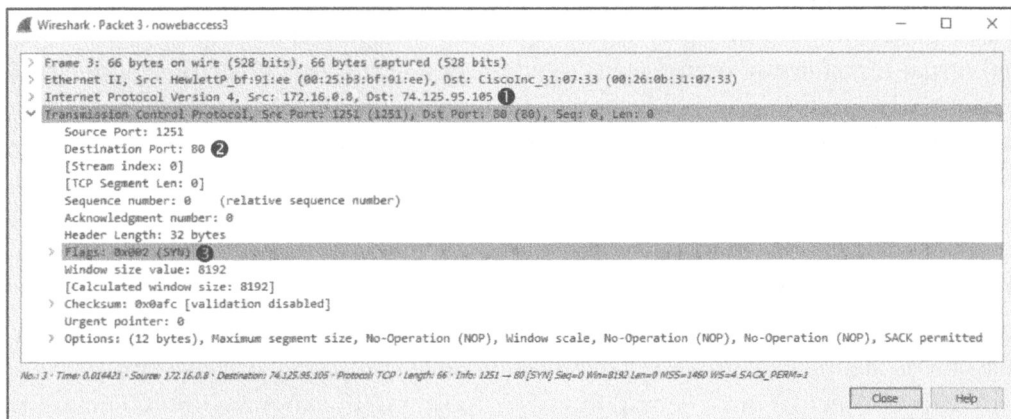 Wireshark · Packet 3 · nowebaccess3
> Frame 3: 66 bytes on wire (528 bits), 66 bytes captured (528 bits)
> Ethernet II, Src: HewlettP_bf:91:ee (00:25:b3:bf:91:ee), Dst: CiscoInc_31:07:33 (00:26:0b:31:07:33)
> Internet Protocol Version 4, Src: 172.16.0.8, Dst: 74.125.95.105 ❶
Transmission Control Protocol, Src Port: 1251 (1251), Dst Port: 80 (80), Seq: 0, Len: 0
Source Port: 1251
Destination Port: 80 ❷
[Stream index: 0]
[TCP Segment Len: 0]
Sequence number: 0 (relative sequence number)
Acknowledgment number: 0
Header Length: 32 bytes
> Flags: 0x002 (SYN) ❸
Window size value: 8192
[Calculated window size: 8192]
> Checksum: 0x0afc [validation disabled]
Urgent pointer: 0
> Options: (12 bytes), Maximum segment size, No-Operation (NOP), Window scale, No-Operation (NOP), No-Operation (NOP), SACK permitted
No.: 3 · Time: 0.014421 · Source: 172.16.0.8 · Destination: 74.125.95.105 · Protocol: TCP · Length: 66 · Info: 1251 → 80 [SYN] Seq=0 Win=8192 Len=0 MSS=1460 WS=4 SACK_PERM=1
Close Help